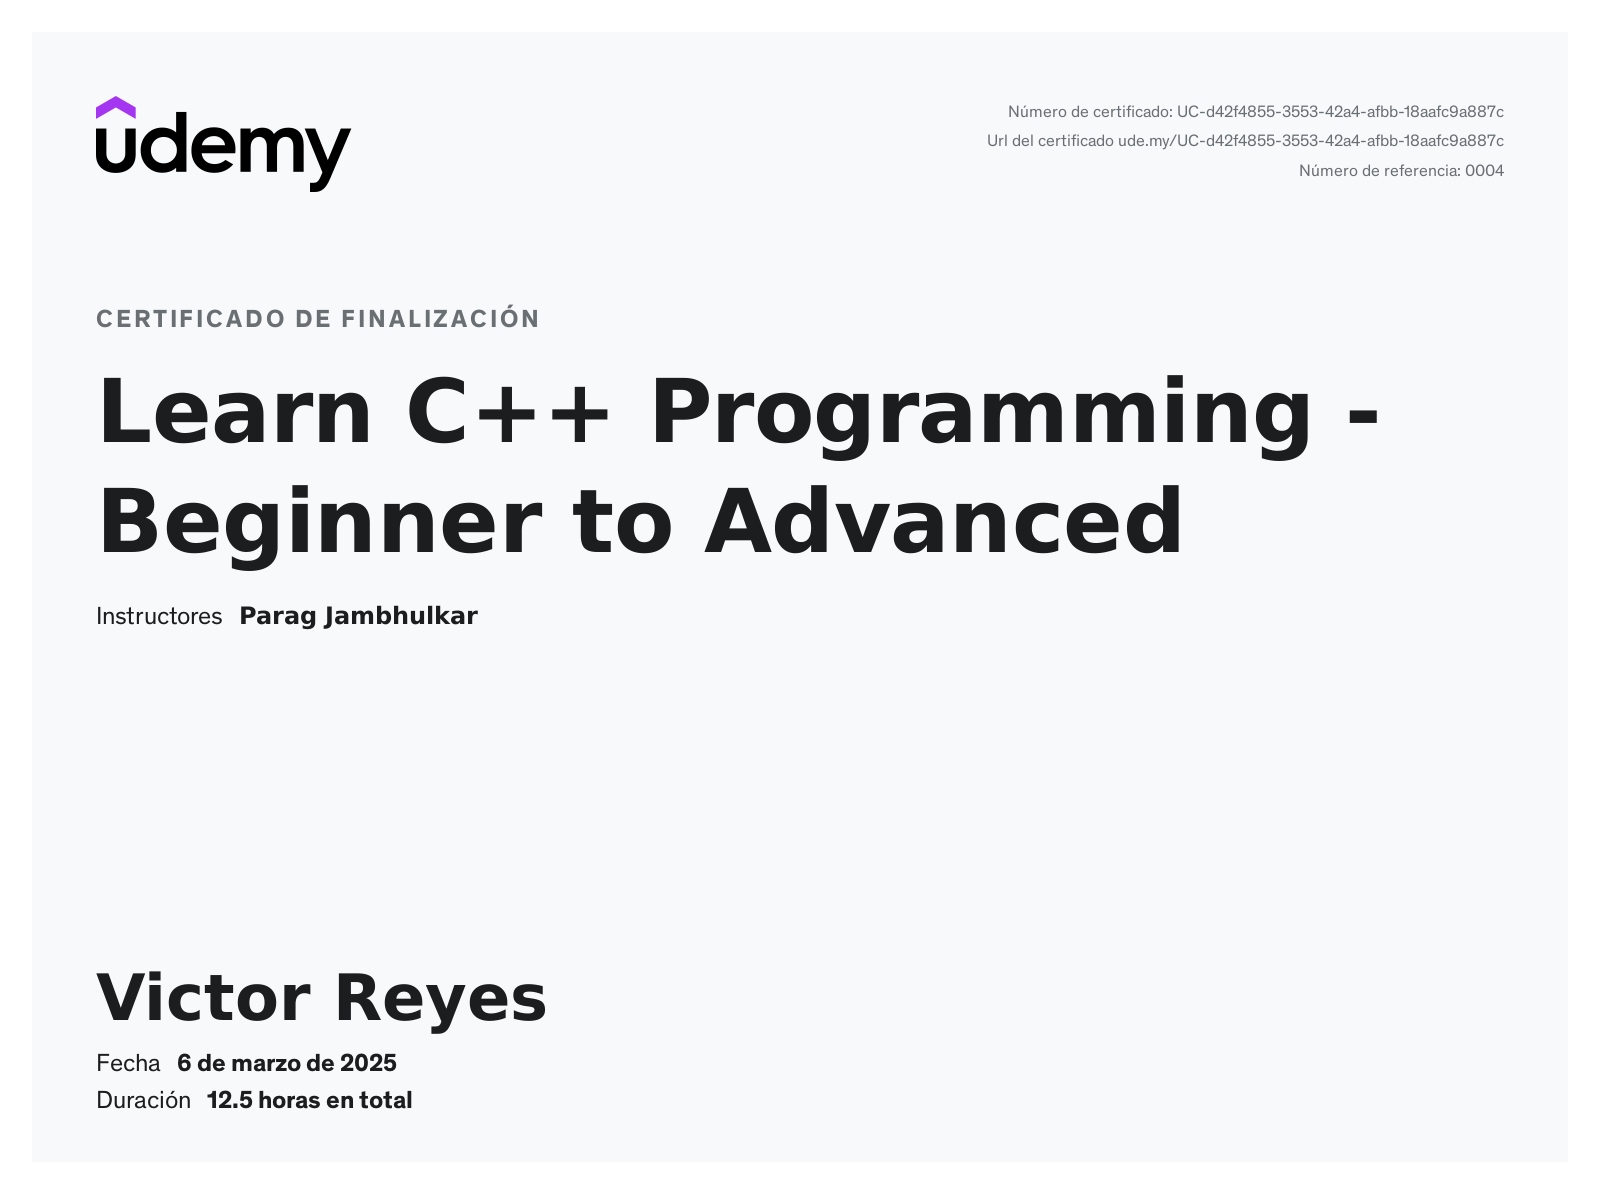 udemy
Número de certificado: UC-d42f4855-3553-42a4-afbb-18aafc9a887c
Url del certificado ude.my/UC-d42f4855-3553-42a4-afbb-18aafc9a887c
Número de referencia: 0004
CERTIFICADO DE FINALIZACIÓN
Learn C++ Programming -
Beginner to Advanced
Instructores Parag Jambhulkar
Victor Reyes
Fecha 6 de marzo de 2025
Duración 12.5 horas en total